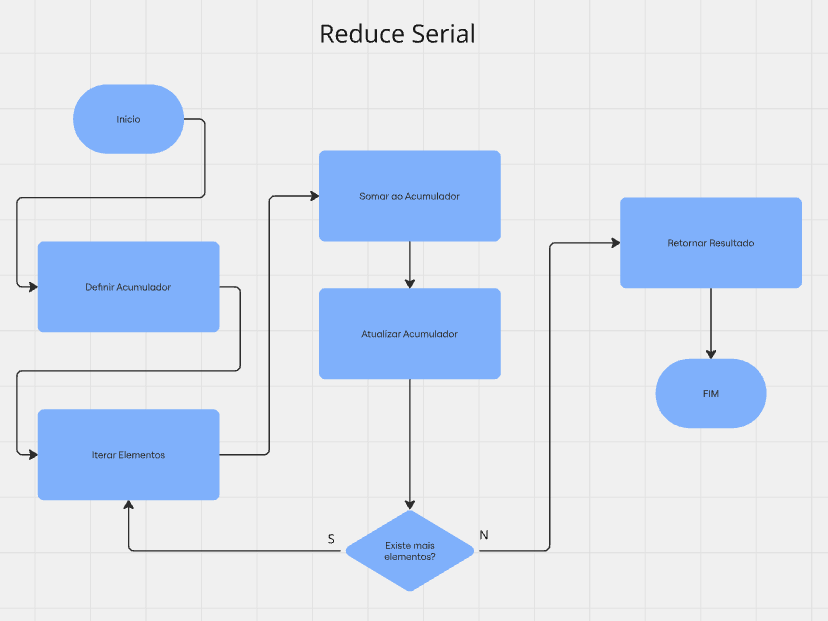 Reduce Serial
Inicio
Definir Acumulador
Iterar Elementos
Somar ao Acumulador
Atualizar Acumulador
Existe mais
elementos?
S
N
Retornar Resultado
FIM